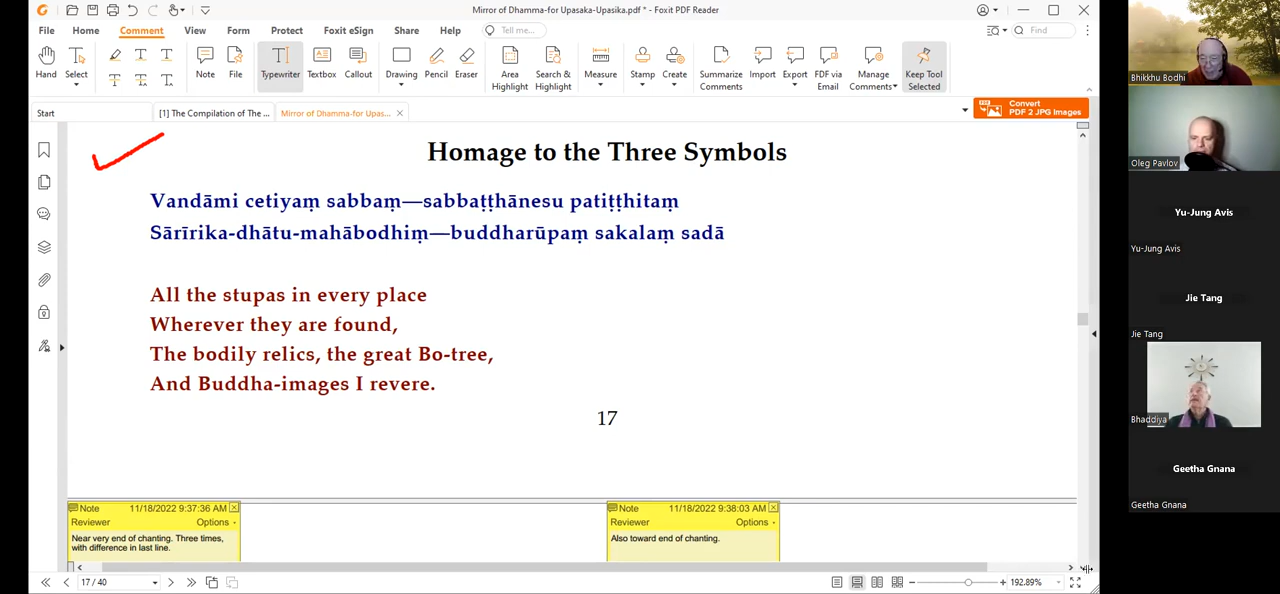 Mirror of Dhamma-for Upasaka-Upasika.pdf * - Foxit PDF Reader
File Home Comment View Form Protect Foxit eSign Share Help Tell me... Find
Hand Select Note File Typewriter Textbox Callout Drawing Pencil Eraser Area Highlight Search & Highlight Measure Stamp Create Summarize Comments Import Export FDF via Email Manage Comments Keep Tool Selected
Start [1] The Compilation of The ... Mirror of Dhamma-for Upas... Convert PDF 2 JPG Images
Homage to the Three Symbols
Vandāmi cetiyaṃ sabbaṃ—sabbaṭṭhānesu patiṭṭhitaṃ
Sārīrika-dhātu-mahābodhiṃ—buddharūpaṃ sakalaṃ sadā
All the stupas in every place
Wherever they are found,
The bodily relics, the great Bo-tree,
And Buddha-images I revere.
17
Note 11/18/2022 9:37:36 AM
Reviewer Options
Near very end of chanting. Three times,
with difference in last line.
Note 11/18/2022 9:38:03 AM
Reviewer Options
Also toward end of chanting.
17 / 40 192.89%
Bhikkhu Bodhi
Oleg Pavlov
Yu-Jung Avis
Yu-Jung Avis
Jie Tang
Jie Tang
Bhaddiya
Geetha Gnana
Geetha Gnana